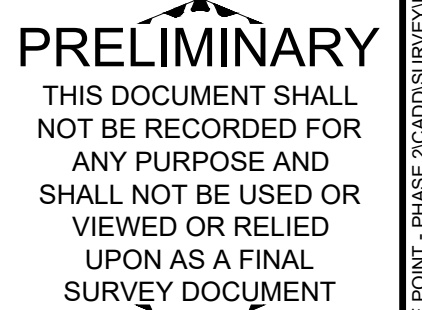 PRELIMINARY
THIS DOCUMENT SHALL
NOT BE RECORDED FOR
ANY PURPOSE AND
SHALL NOT BE USED OR
VIEWED OR RELIED
UPON AS A FINAL
SURVEY DOCUMENT
POINT - PHASE 2\CADD\SURVEY\